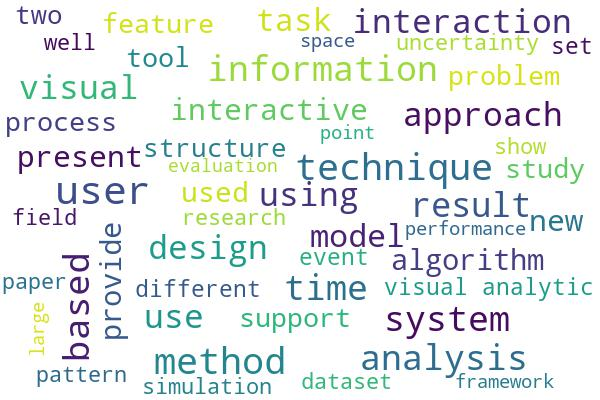 two
feature
task
interaction
well
space
uncertainty
set
tool
information
problem
visual
interactive
approach
process
point
present
structure
show
evaluation
technique
study
user
used
using
result
field
research
performance
new
provide
design
model
based
event
algorithm
paper
different
time
visual analytic
large
use
support
system
method
analysis
pattern
simulation
dataset
framework